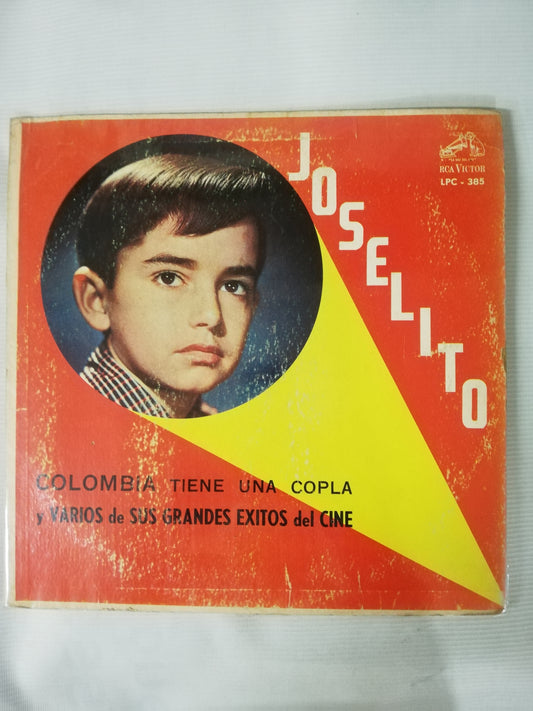 JOSELITO
RCA VICTOR
LPC - 385
COLOMBIA TIENE UNA COPLA
y VARIOS de SUS GRANDES EXITOS del CINE